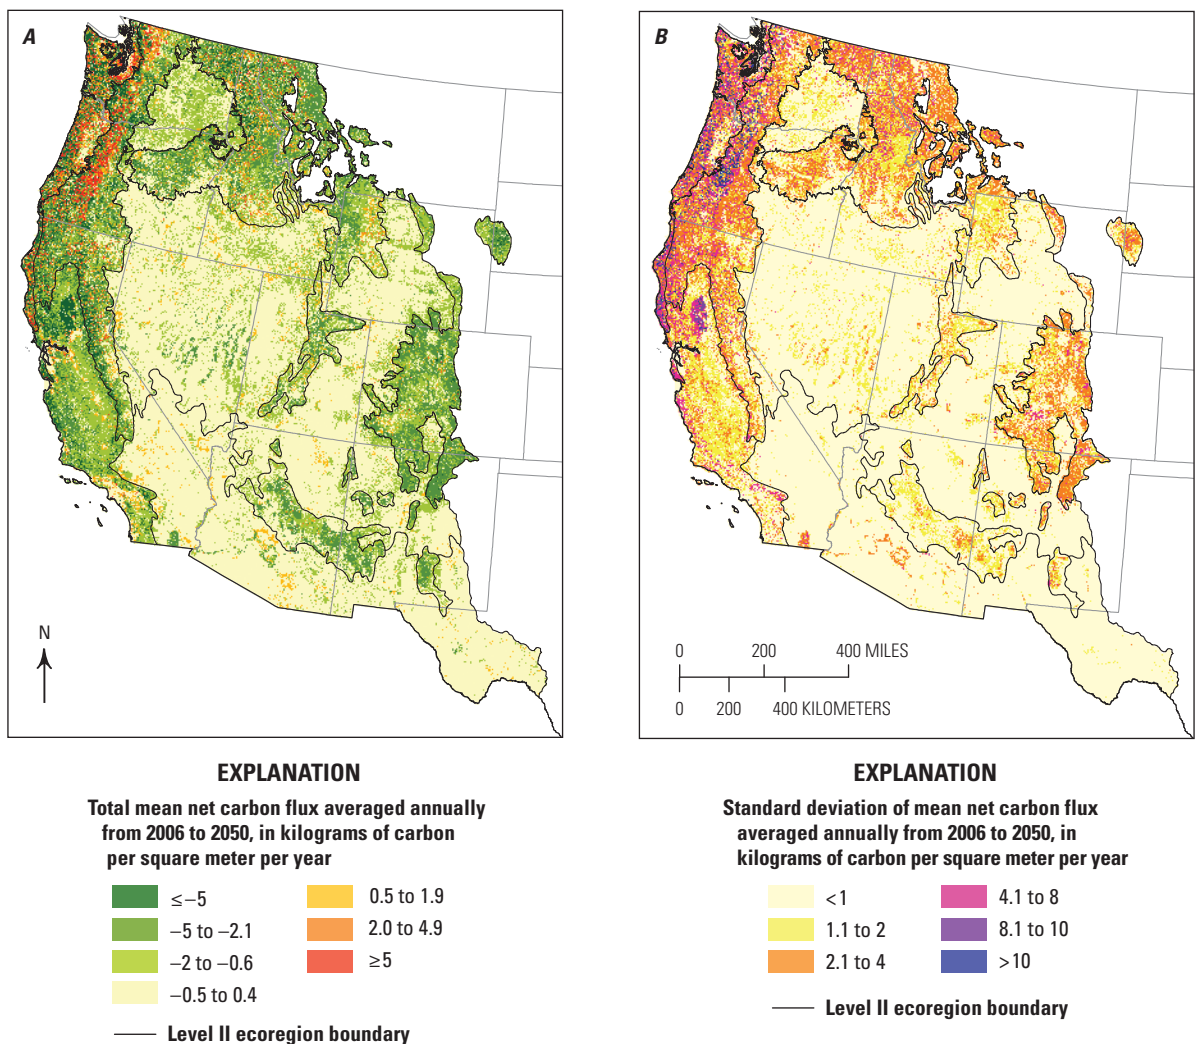 A
N
EXPLANATION
Total mean net carbon flux averaged annually
from 2006 to 2050, in kilograms of carbon
per square meter per year
≤−5
−5 to −2.1
−2 to −0.6
−0.5 to 0.4
0.5 to 1.9
2.0 to 4.9
≥5
Level II ecoregion boundary
B
0 200 400 MILES
0 200 400 KILOMETERS
EXPLANATION
Standard deviation of mean net carbon flux
averaged annually from 2006 to 2050, in
kilograms of carbon per square meter per year
<1
1.1 to 2
2.1 to 4
4.1 to 8
8.1 to 10
>10
Level II ecoregion boundary